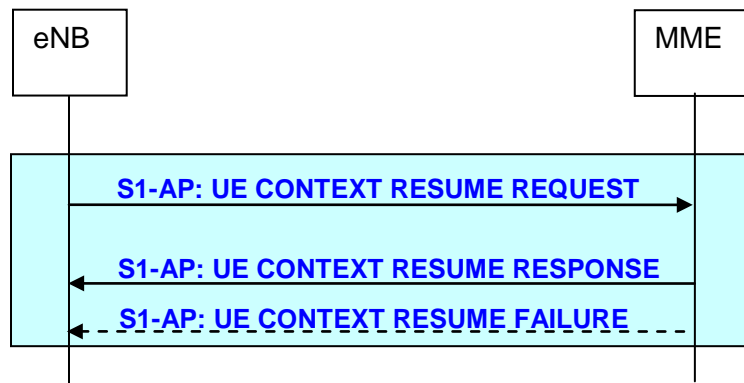 eNB
MME
S1-AP: UE CONTEXT RESUME REQUEST
S1-AP: UE CONTEXT RESUME RESPONSE
S1-AP: UE CONTEXT RESUME FAILURE